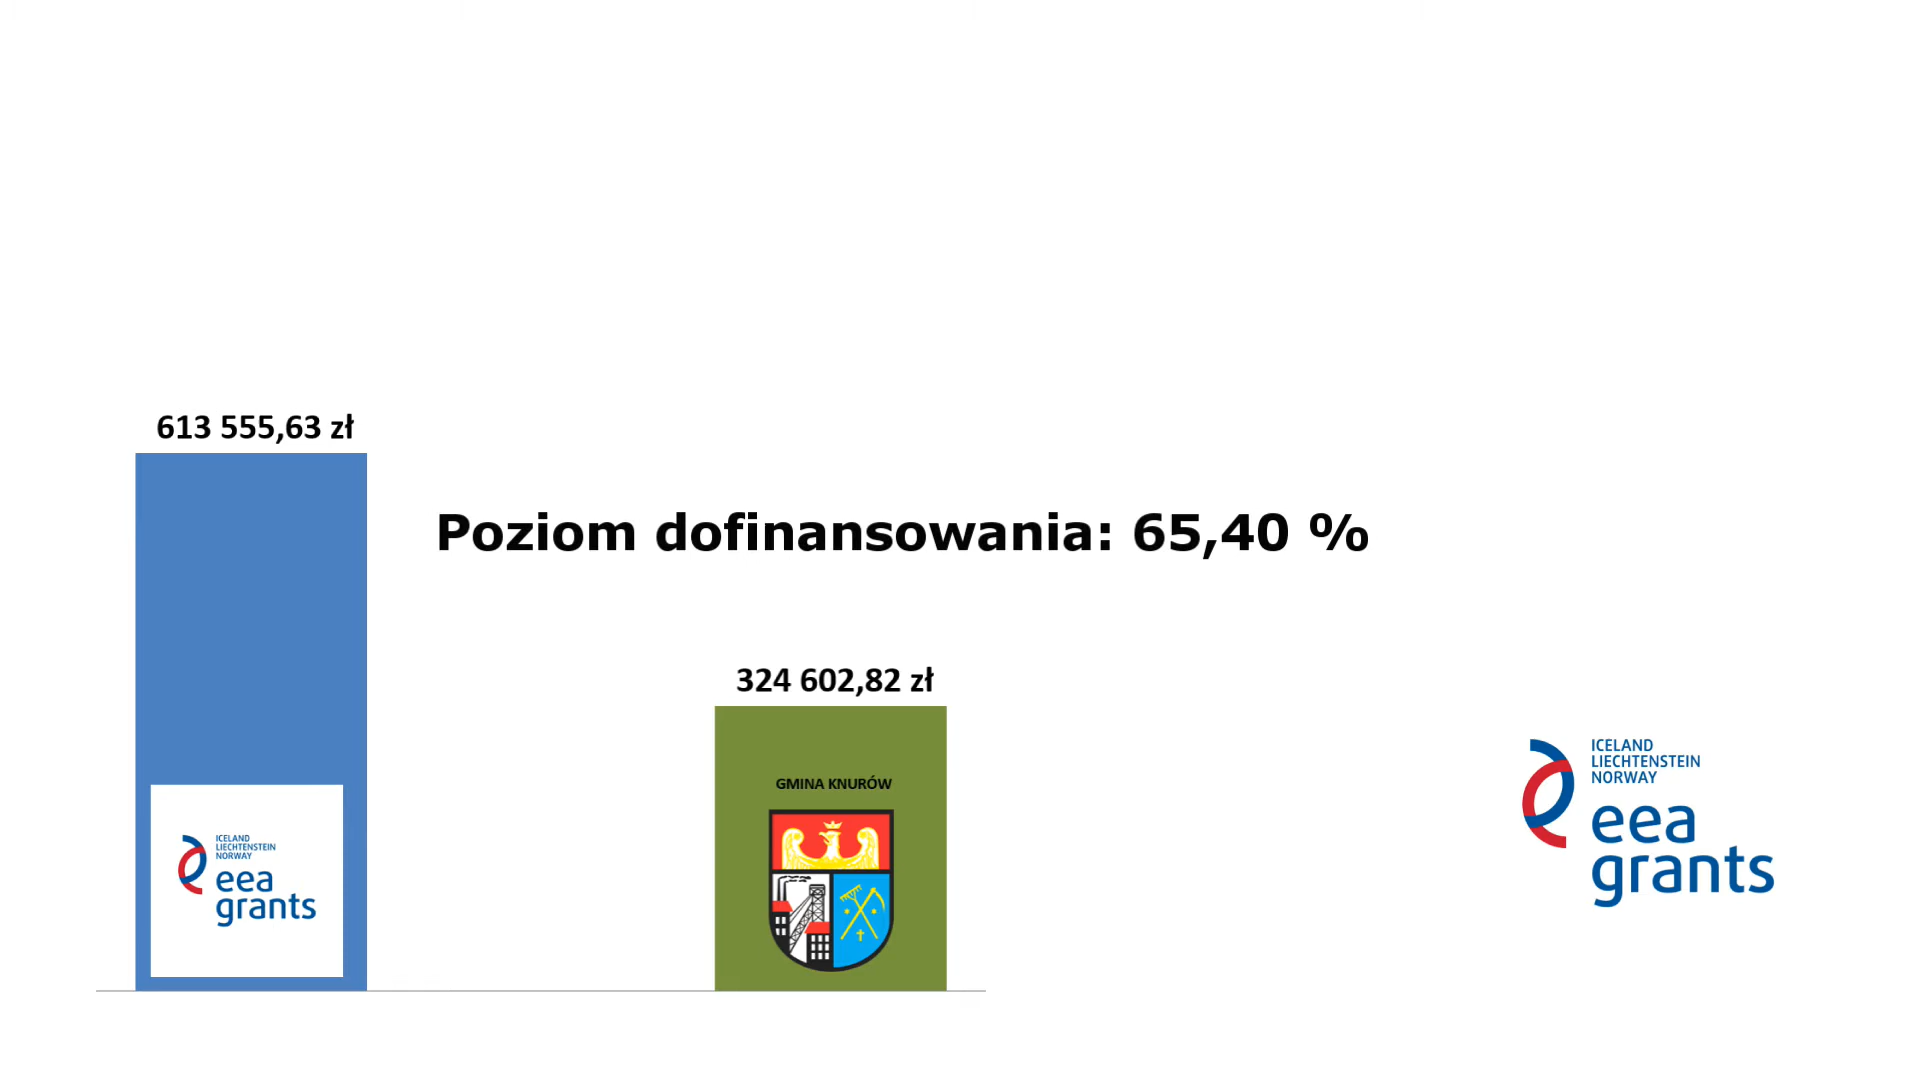 613 555,63 zł
Poziom dofinansowania: 65,40 %
324 602,82 zł
GMINA KNURÓW
ICELAND
LIECHTENSTEIN
NORWAY
eea
grants
ICELAND
LIECHTENSTEIN
NORWAY
eea
grants